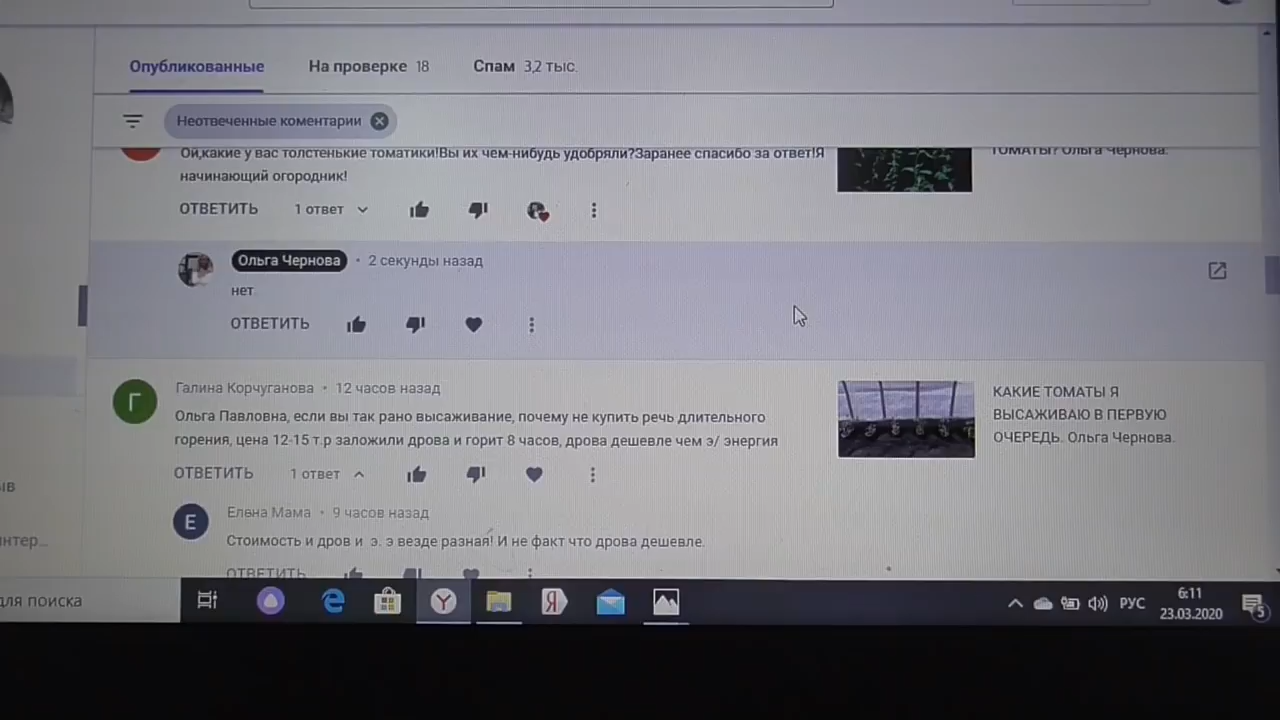 Опубликованные На проверке 18 Спам 3,2 тыс.
Неотвеченные коментарии
Ой,какие у вас толстенькие томатики!Вы их чем-нибудь удобряли?Заранее спасибо за ответ!Я
начинающий огородник!
ТОМАТЫ? Ольга Чернова.
ОТВЕТИТЬ 1 ответ
Ольга Чернова • 2 секунды назад
нет
ОТВЕТИТЬ
Г
Галина Корчуганова • 12 часов назад
Ольга Павловна, если вы так рано высаживание, почему не купить речь длительного
горения, цена 12-15 т.р заложили дрова и горит 8 часов, дрова дешевле чем э/ энергия
КАКИЕ ТОМАТЫ Я
ВЫСАЖИВАЮ В ПЕРВУЮ
ОЧЕРЕДЬ. Ольга Чернова.
ОТВЕТИТЬ 1 ответ
Е
Елена Мама • 9 часов назад
Стоимость и дров и э. э везде разная! И не факт что дрова дешевле.
ОТВЕТИТЬ
ыв
нтер...
для поиска
РУС
6:11
23.03.2020
5